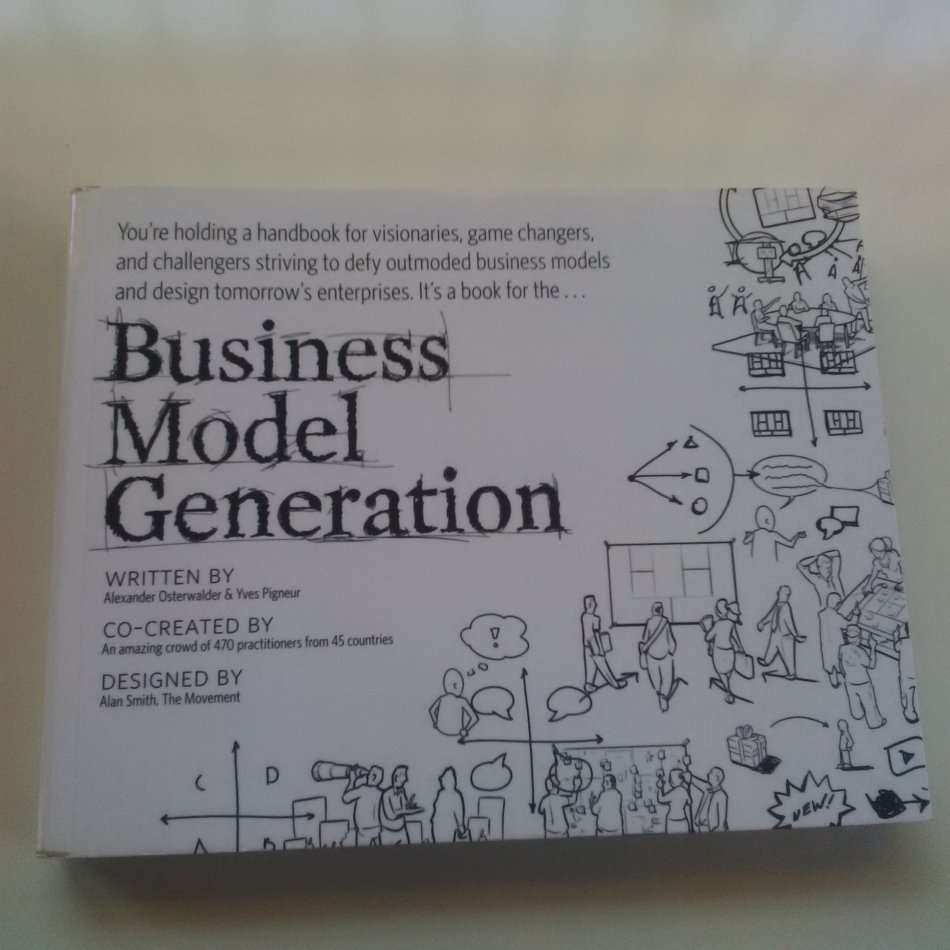 You're holding a handbook for visionaries, game changers,
and challengers striving to defy outmoded business models
and design tomorrow's enterprises. It's a book for the ...
Business
Model
Generation
WRITTEN BY
Alexander Osterwalder & Yves Pigneur
CO-CREATED BY
An amazing crowd of 470 practitioners from 45 countries
DESIGNED BY
Alan Smith, The Movement
!
C D
A B
NEW!